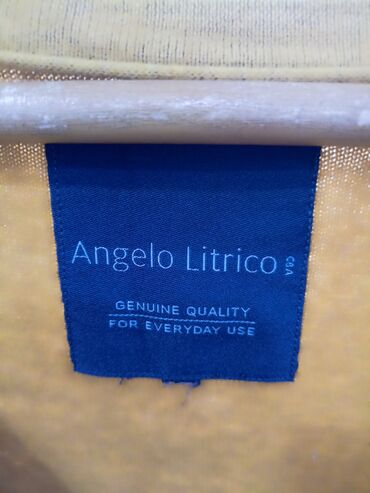 Angelo Litrico C&A
GENUINE QUALITY
FOR EVERYDAY USE